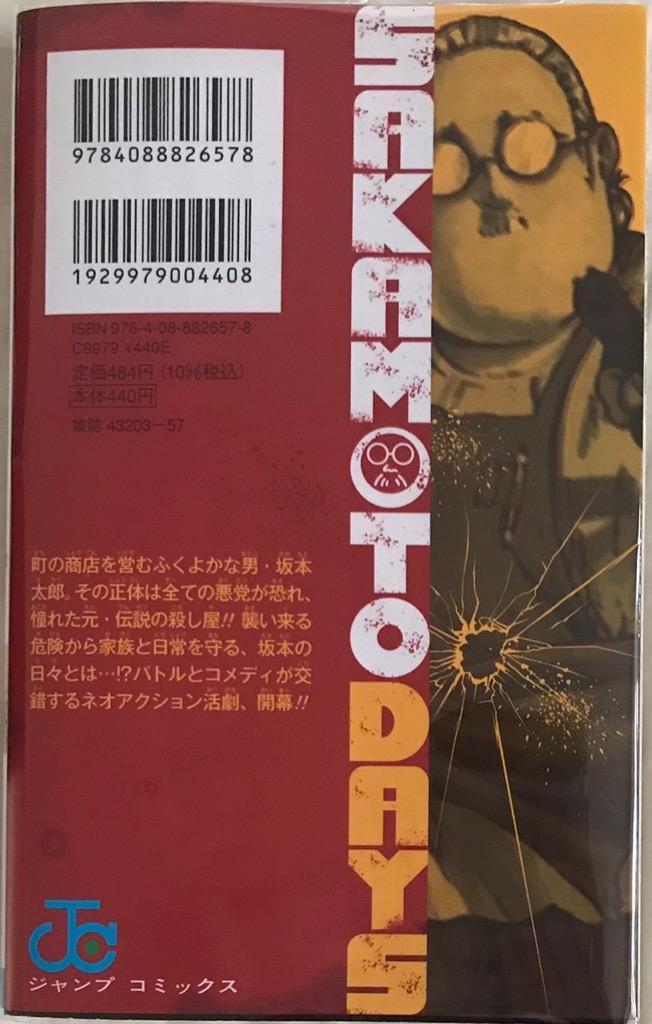 9784088826578
1929979004408
ISBN 978-4-08-882657-8
C9979 ¥440E
定価484円（10%税込）
本体440円
雑誌 43203−57
町の商店を営むふくよかな男・坂本
太郎。その正体は全ての悪党が恐れ、
憧れた元・伝説の殺し屋!! 襲い来る
危険から家族と日常を守る、坂本の
日々とは…!?バトルとコメディが交
錯するネオアクション活劇、開幕!!
SAKAMOTO DAYS
JC
ジャンプ コミックス